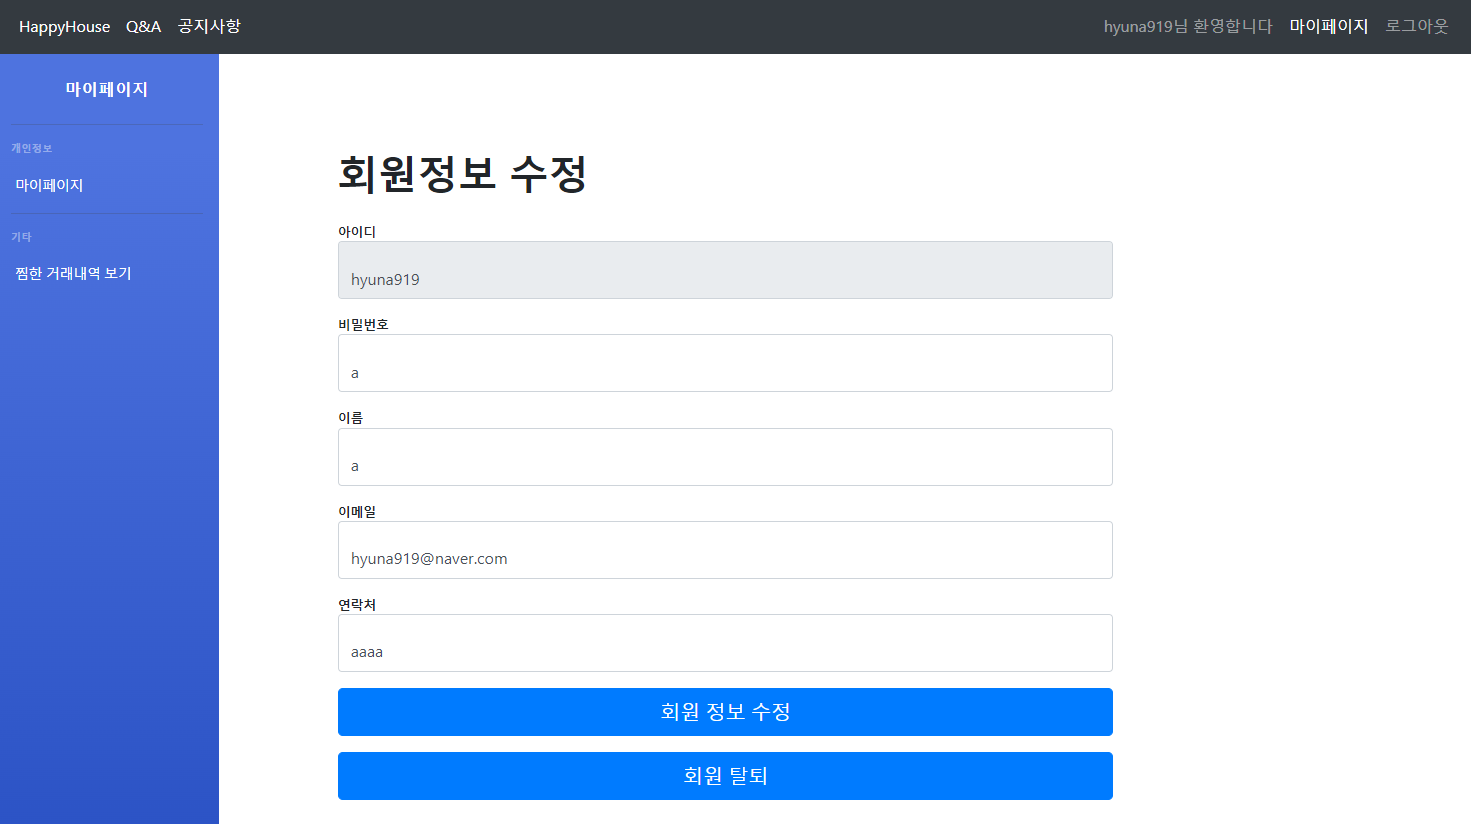 HappyHouse Q&A 공지사항 hyuna919님 환영합니다 마이페이지 로그아웃
마이페이지
개인정보
마이페이지
기타
찜한 거래내역 보기
회원정보 수정
아이디
hyuna919
비밀번호
a
이름
a
이메일
hyuna919@naver.com
연락처
aaaa
회원 정보 수정
회원 탈퇴